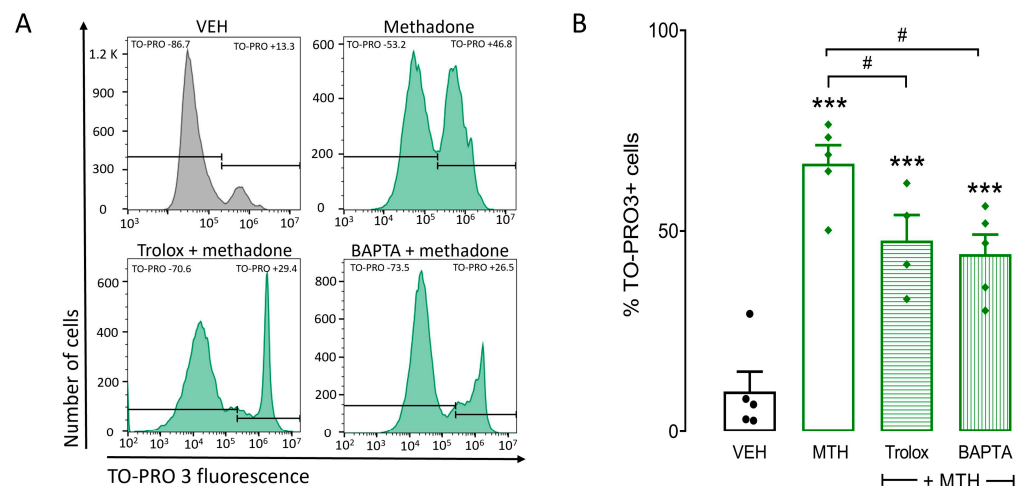 A
VEH
TO-PRO -86.7
TO-PRO +13.3
1.2 K
900
600
300
0
10³
10⁵
10⁶
10⁷
Methadone
TO-PRO -53.2
TO-PRO +46.8
600
400
200
0
10³
10⁴
10⁵
10⁶
10⁷
Trolox + methadone
TO-PRO -70.6
TO-PRO +29.4
600
400
200
0
10²
10³
10⁴
10⁵
10⁶
10⁷
BAPTA + methadone
TO-PRO -73.5
TO-PRO +26.5
800
600
400
200
0
10²
10³
10⁴
10⁵
10⁶
10⁷
Number of cells
TO-PRO 3 fluorescence
B
% TO-PRO3+ cells
100
50
0
#
#
***
***
***
VEH
MTH
Trolox
BAPTA
+ MTH